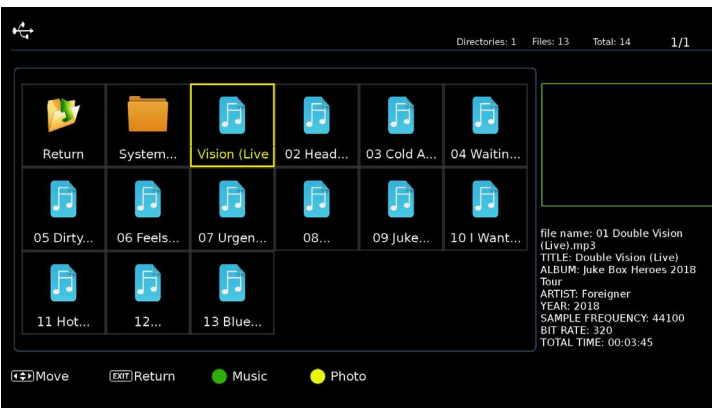 Directories: 1 Files: 13 Total: 14 1/1
Return System... Vision (Live 02 Head... 03 Cold A... 04 Waitin...
05 Dirty... 06 Feels... 07 Urgen... 08... 09 Juke... 10 I Want...
11 Hot... 12... 13 Blue...
file name: 01 Double Vision
(Live).mp3
TITLE: Double Vision (Live)
ALBUM: Juke Box Heroes 2018
Tour
ARTIST: Foreigner
YEAR: 2018
SAMPLE FREQUENCY: 44100
BIT RATE: 320
TOTAL TIME: 00:03:45
Move EXIT Return Music Photo